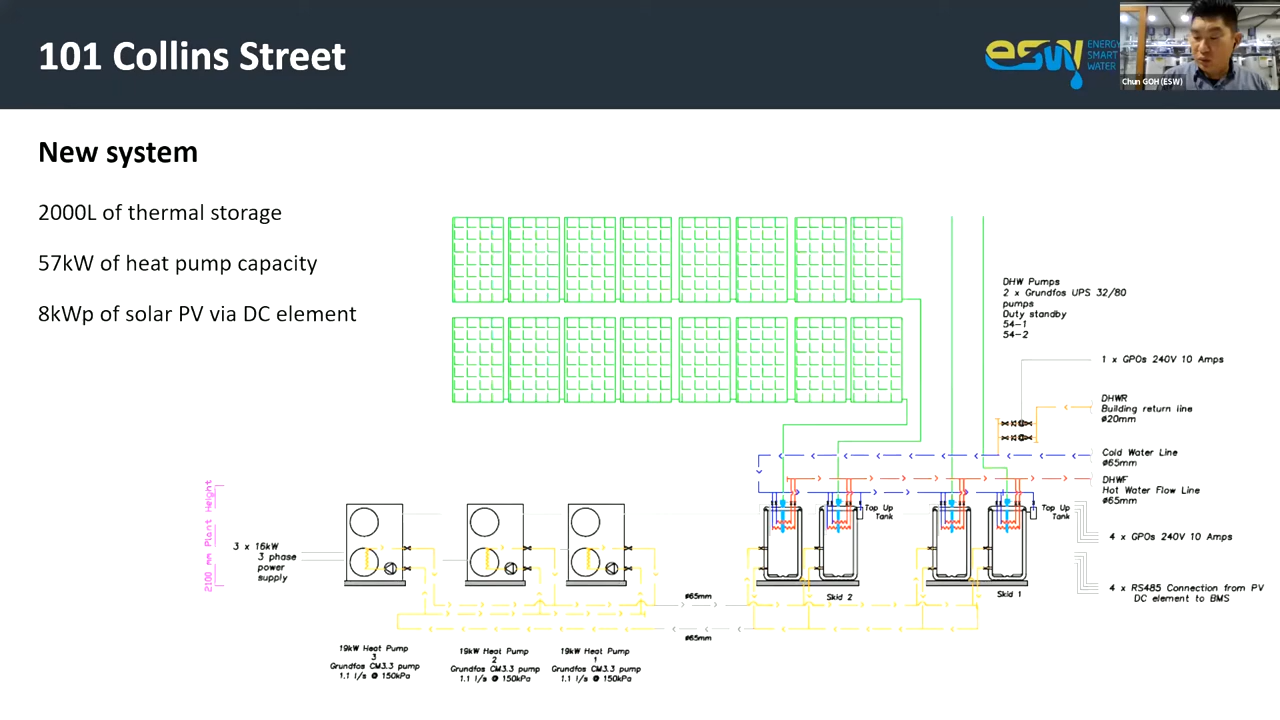 101 Collins Street
esw
ENERGY
SMART
WATER
Chun GOH (ESW)
New system
2000L of thermal storage
57kW of heat pump capacity
8kWp of solar PV via DC element
DHW Pumps
2 x Grundfos UPS 32/80
pumps
Duty standby
54-1
54-2
1 x GPOs 240V 10 Amps
DHWR
Building return line
ø20mm
Cold Water Line
ø65mm
DHWF
Hot Water Flow Line
ø65mm
Top Up
Tank
Top Up
Tank
4 x GPOs 240V 10 Amps
4 x RS485 Connection from PV
DC element to BMS
2100 mm Plant Height
3 x 16kW
3 phase
power
supply
ø65mm
ø65mm
Skid 2
Skid 1
19kW Heat Pump
3
Grundfos CM3.3 pump
1.1 l/s @ 150kPa
19kW Heat Pump
2
Grundfos CM3.3 pump
1.1 l/s @ 150kPa
19kW Heat Pump
1
Grundfos CM3.3 pump
1.1 l/s @ 150kPa